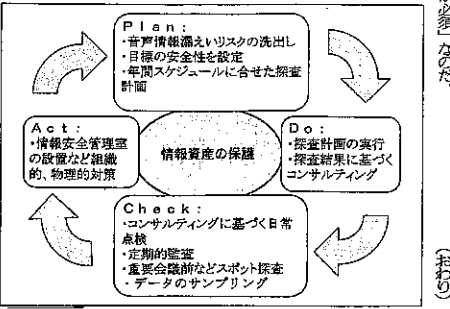 が必須」なのだ。
Plan:
・音声情報漏えいリスクの洗出し
・目標の安全性を設定
・年間スケジュールに合せた探査
計画
Act:
・情報安全管理室
の設置など組織
的、物理的対策
情報資産の保護
Do:
・探査計画の実行
・探査結果に基づく
コンサルティング
Check:
・コンサルティングに基づく日常
点検
・定期的監査
・重要会議前などスポット探査
・データのサンプリング
(おわり)